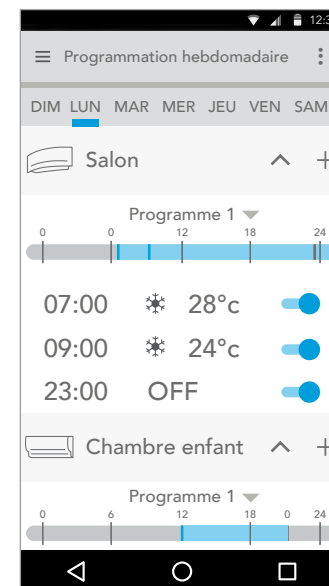 12:3
Programmation hebdomadaire
DIM LUN MAR MER JEU VEN SAM
Salon
Programme 1
0 0 12 18 24
07:00 28°c
09:00 24°c
23:00 OFF
Chambre enfant
Programme 1
0 6 12 18 0 24